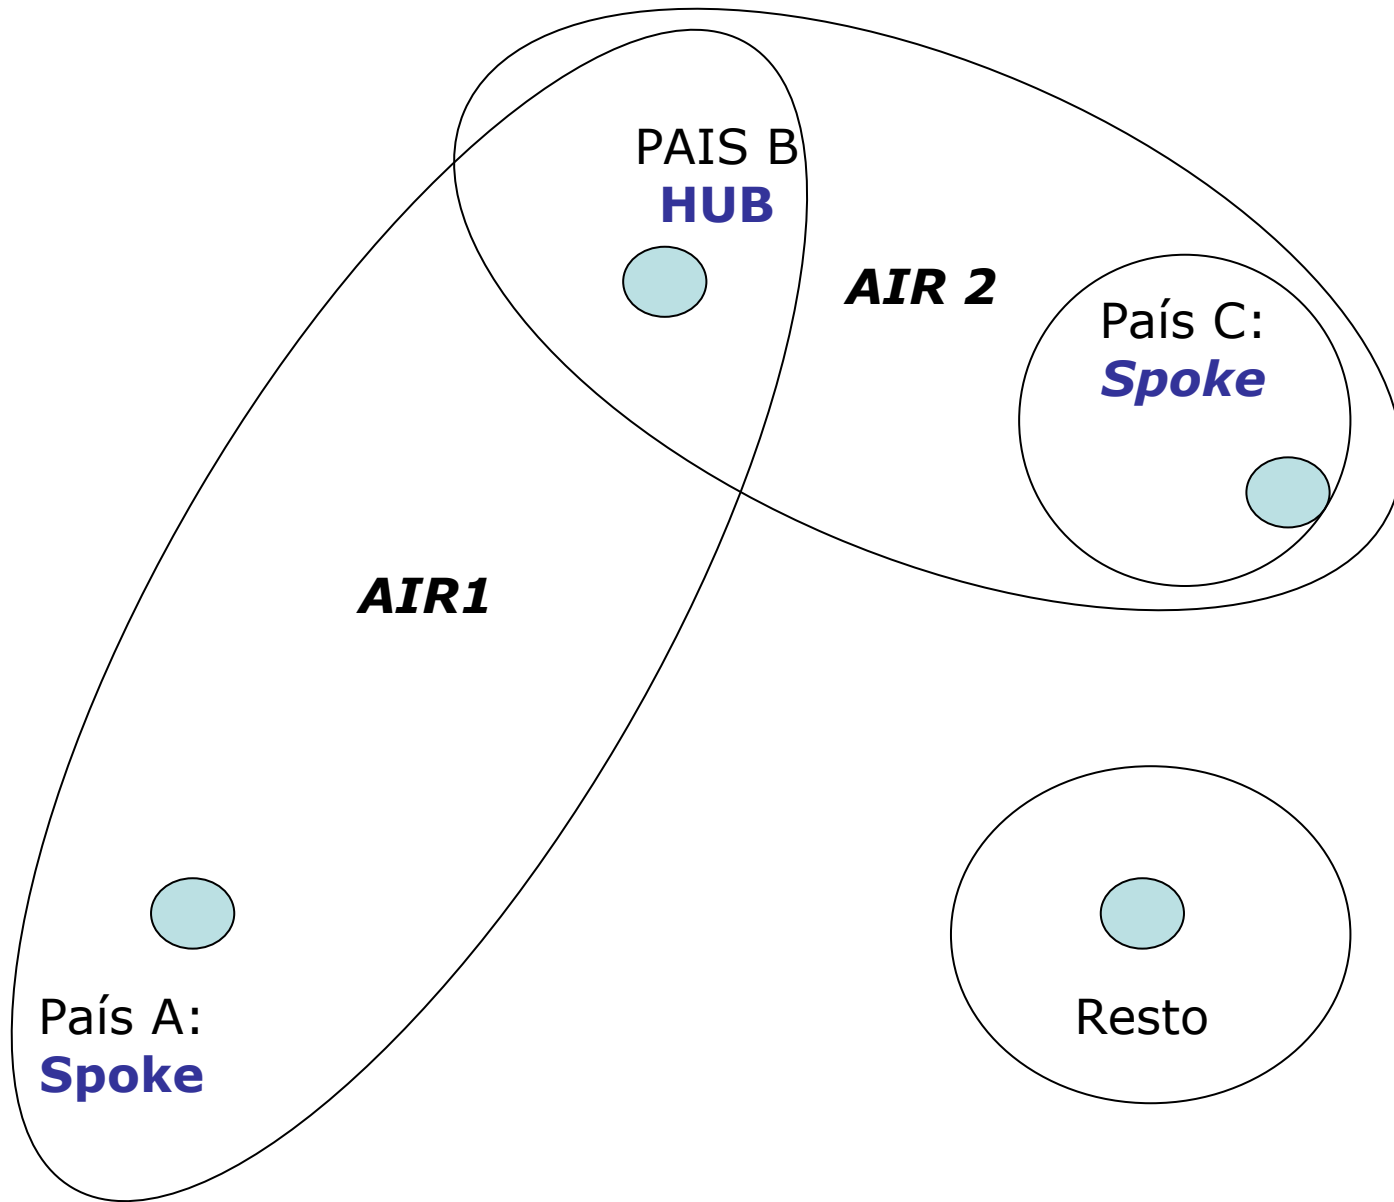 PAIS B
HUB
AIR 2
País C:
Spoke
AIR1
País A:
Spoke
Resto